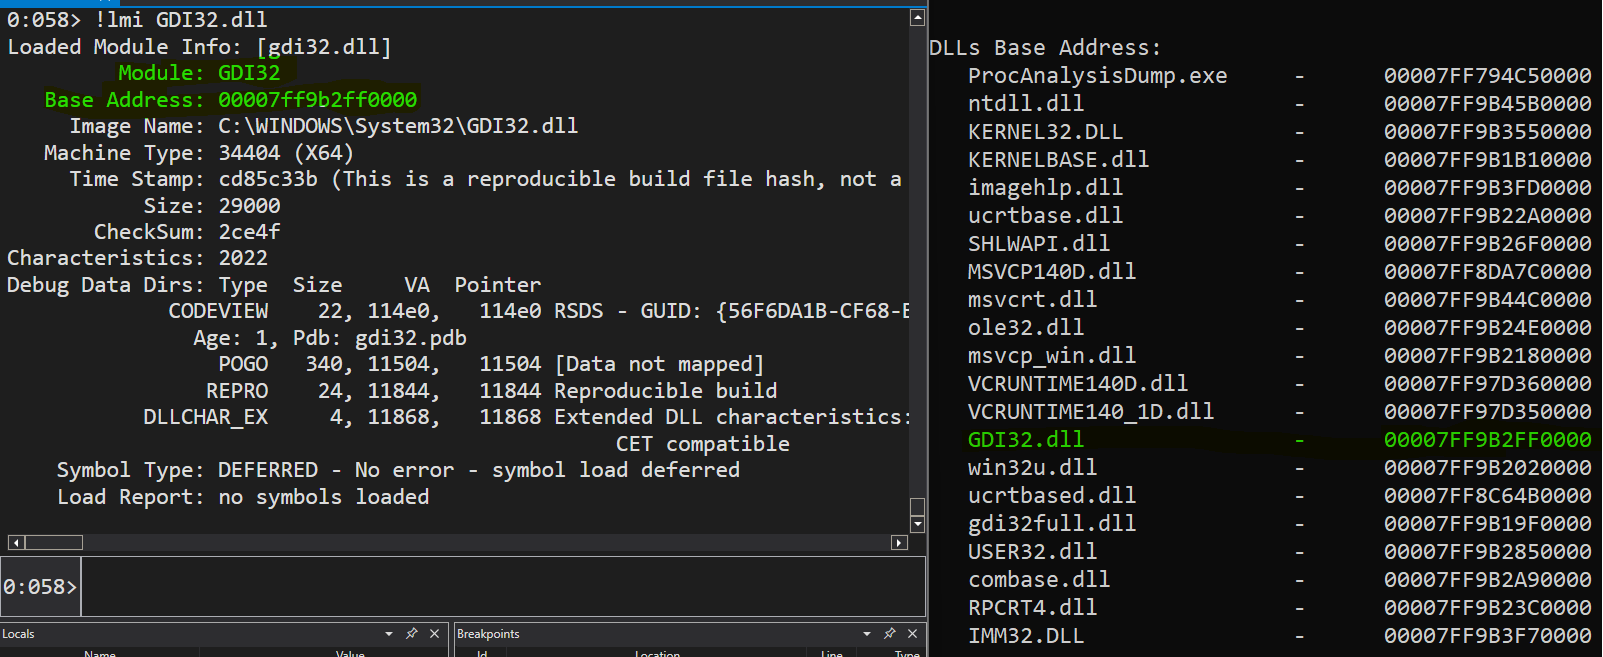 0:058> !lmi GDI32.dll
Loaded Module Info: [gdi32.dll]
Module: GDI32
Base Address: 00007ff9b2ff0000
Image Name: C:\WINDOWS\System32\GDI32.dll
Machine Type: 34404 (X64)
Time Stamp: cd85c33b (This is a reproducible build file hash, not a
Size: 29000
CheckSum: 2ce4f
Characteristics: 2022
Debug Data Dirs: Type Size VA Pointer
CODEVIEW 22, 114e0, 114e0 RSDS - GUID: {56F6DA1B-CF68-E
Age: 1, Pdb: gdi32.pdb
POGO 340, 11504, 11504 [Data not mapped]
REPRO 24, 11844, 11844 Reproducible build
DLLCHAR_EX 4, 11868, 11868 Extended DLL characteristics:
CET compatible
Symbol Type: DEFERRED - No error - symbol load deferred
Load Report: no symbols loaded
0:058>
Locals
Name Value
Breakpoints
Id Location Line Type
DLLs Base Address:
ProcAnalysisDump.exe - 00007FF794C50000
ntdll.dll - 00007FF9B45B0000
KERNEL32.DLL - 00007FF9B3550000
KERNELBASE.dll - 00007FF9B1B10000
imagehlp.dll - 00007FF9B3FD0000
ucrtbase.dll - 00007FF9B22A0000
SHLWAPI.dll - 00007FF9B26F0000
MSVCP140D.dll - 00007FF8DA7C0000
msvcrt.dll - 00007FF9B44C0000
ole32.dll - 00007FF9B24E0000
msvcp_win.dll - 00007FF9B2180000
VCRUNTIME140D.dll - 00007FF97D360000
VCRUNTIME140_1D.dll - 00007FF97D350000
GDI32.dll - 00007FF9B2FF0000
win32u.dll - 00007FF9B2020000
ucrtbased.dll - 00007FF8C64B0000
gdi32full.dll - 00007FF9B19F0000
USER32.dll - 00007FF9B2850000
combase.dll - 00007FF9B2A90000
RPCRT4.dll - 00007FF9B23C0000
IMM32.DLL - 00007FF9B3F70000